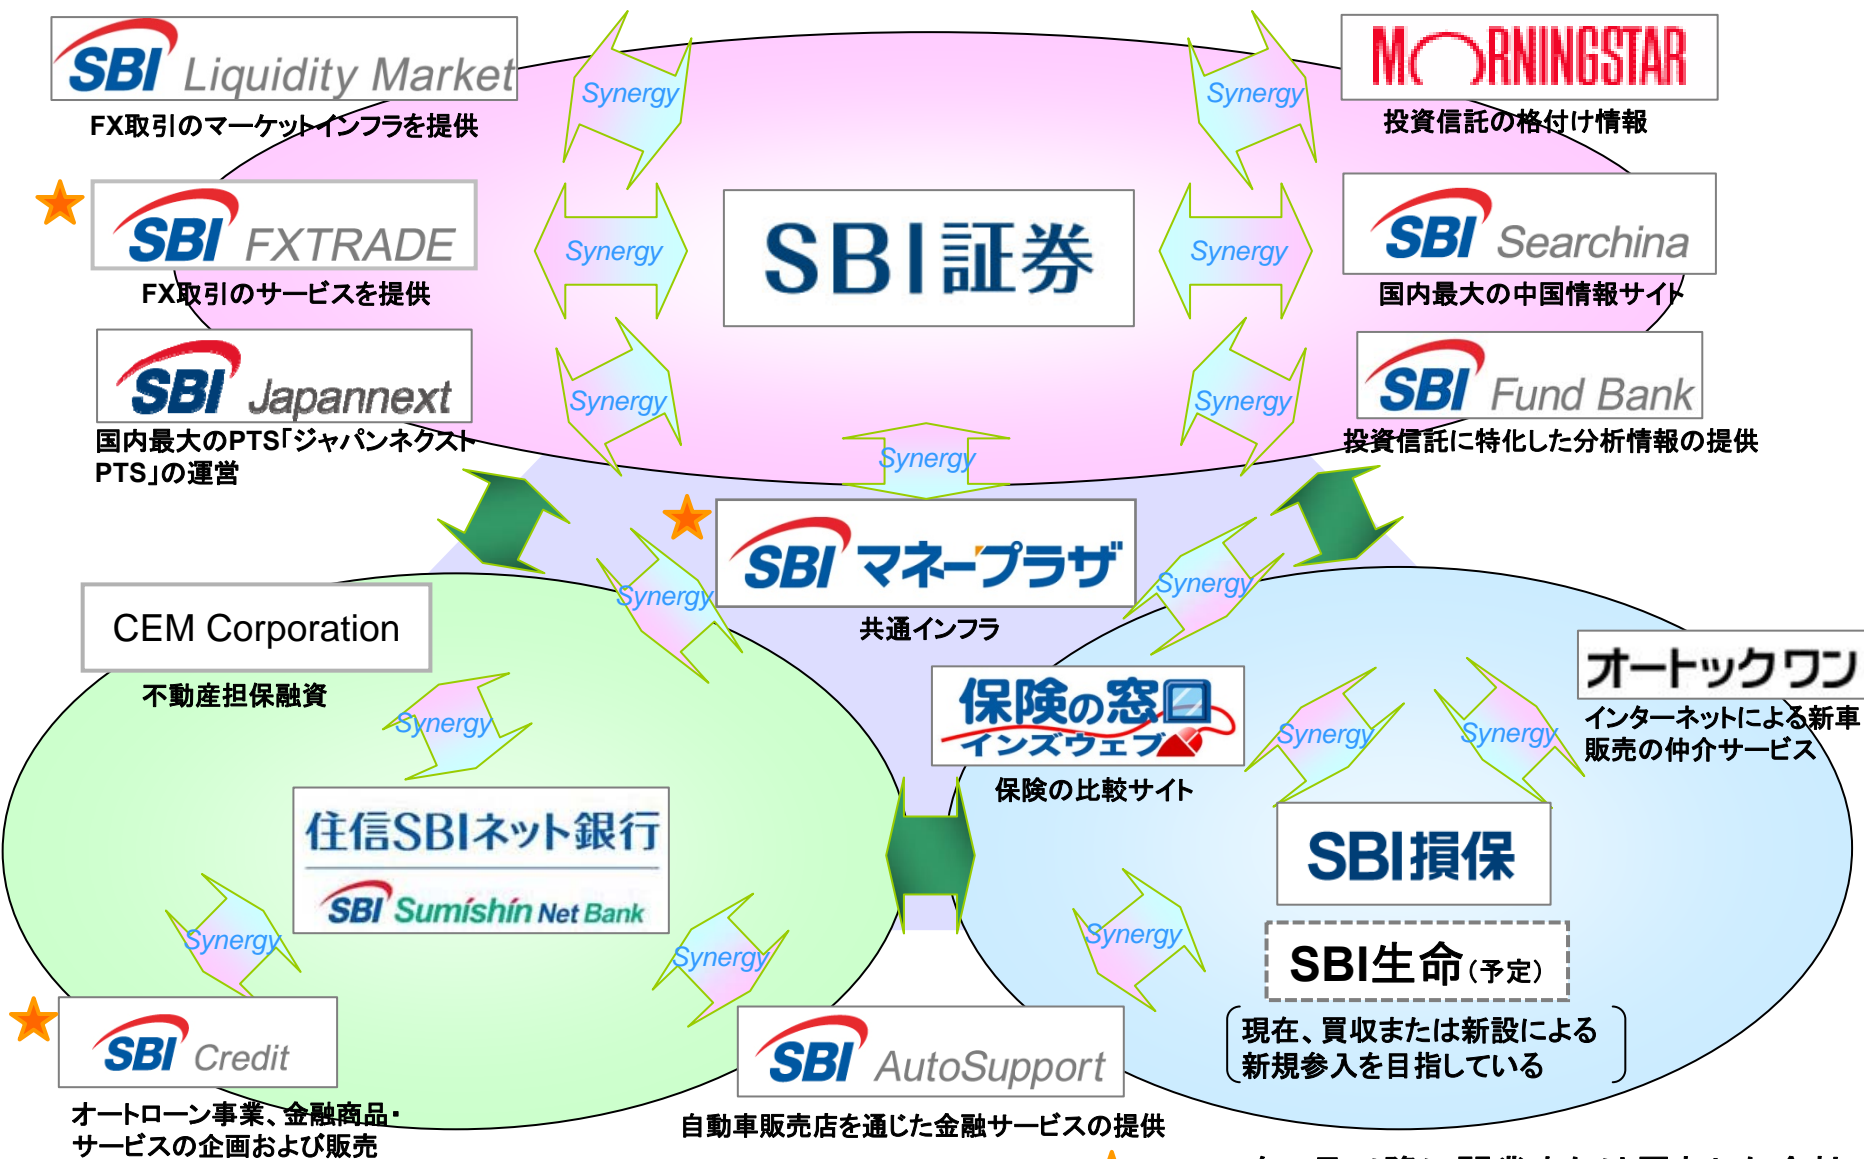 SBI Liquidity Market
FX取引のマーケットインフラを提供
Synergy
Synergy
MORNINGSTAR
投資信託の格付け情報
SBI FXTRADE
FX取引のサービスを提供
Synergy
SBI証券
Synergy
SBI Searchina
国内最大の中国情報サイト
SBI Japannext
国内最大のPTS「ジャパンネクスト
PTS」の運営
Synergy
Synergy
Synergy
SBI Fund Bank
投資信託に特化した分析情報の提供
SBI マネープラザ
共通インフラ
Synergy
Synergy
CEM Corporation
不動産担保融資
Synergy
住信SBIネット銀行
SBI Sumishin Net Bank
Synergy
Synergy
SBI Credit
オートローン事業、金融商品・
サービスの企画および販売
保険の窓
インズウェブ
保険の比較サイト
Synergy
Synergy
オートックワン
インターネットによる新車
販売の仲介サービス
SBI損保
Synergy
SBI生命(予定)
現在、買収または新設による
新規参入を目指している
SBI AutoSupport
自動車販売店を通じた金融サービスの提供